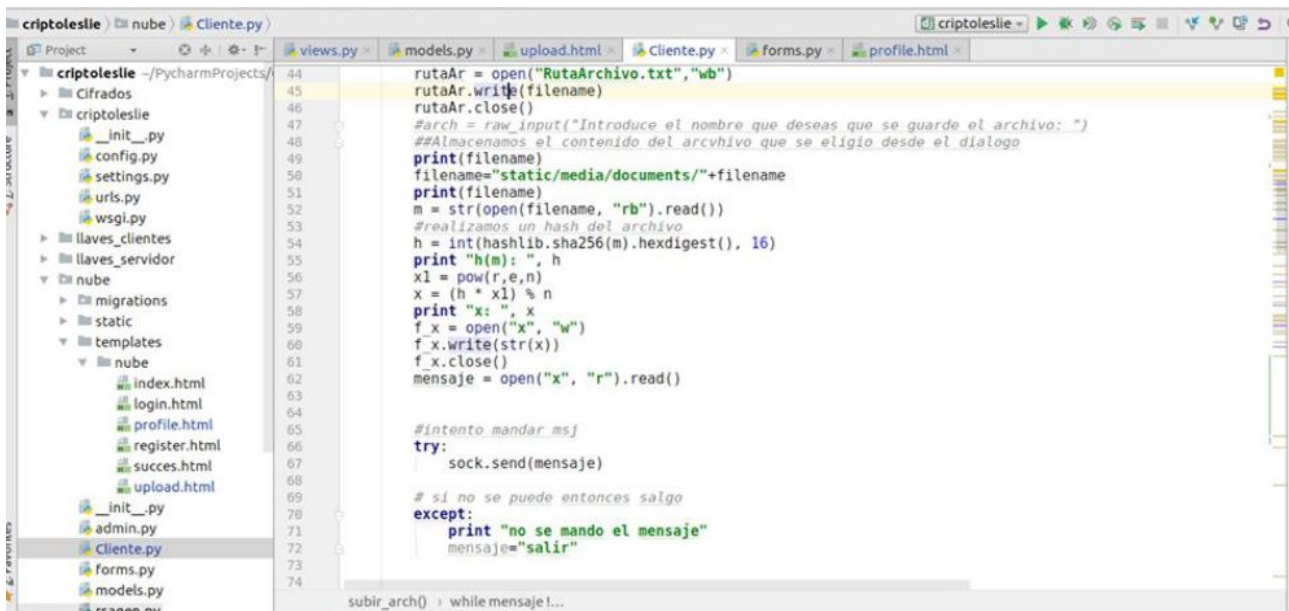 criptoleslie nube Cliente.py
criptoleslie
Project
views.py
models.py
upload.html
Cliente.py
forms.py
profile.html
criptoleslie ~/PycharmProjects/
Cifrados
criptoleslie
__init__.py
config.py
settings.py
urls.py
wsgi.py
llaves_clientes
llaves_servidor
nube
migrations
static
templates
nube
index.html
login.html
profile.html
register.html
succes.html
upload.html
__init__.py
admin.py
Cliente.py
forms.py
models.py
44 rutaAr = open("RutaArchivo.txt","wb")
45 rutaAr.write(filename)
46 rutaAr.close()
47 #arch = raw_input("Introduce el nombre que deseas que se guarde el archivo: ")
48 ##Almacenamos el contenido del arcvhivo que se eligio desde el dialogo
49 print(filename)
50 filename="static/media/documents/"+filename
51 print(filename)
52 m = str(open(filename, "rb").read())
53 #realizamos un hash del archivo
54 h = int(hashlib.sha256(m).hexdigest(), 16)
55 print "h(m): ", h
56 x1 = pow(r,e,n)
57 x = (h * x1) % n
58 print "x: ", x
59 f_x = open("x", "w")
60 f_x.write(str(x))
61 f_x.close()
62 mensaje = open("x", "r").read()
63
64
65 #intento mandar msj
66 try:
67 sock.send(mensaje)
68
69 # si no se puede entonces salgo
70 except:
71 print "no se mando el mensaje"
72 mensaje="salir"
73
74
subir_arch() while mensaje !...